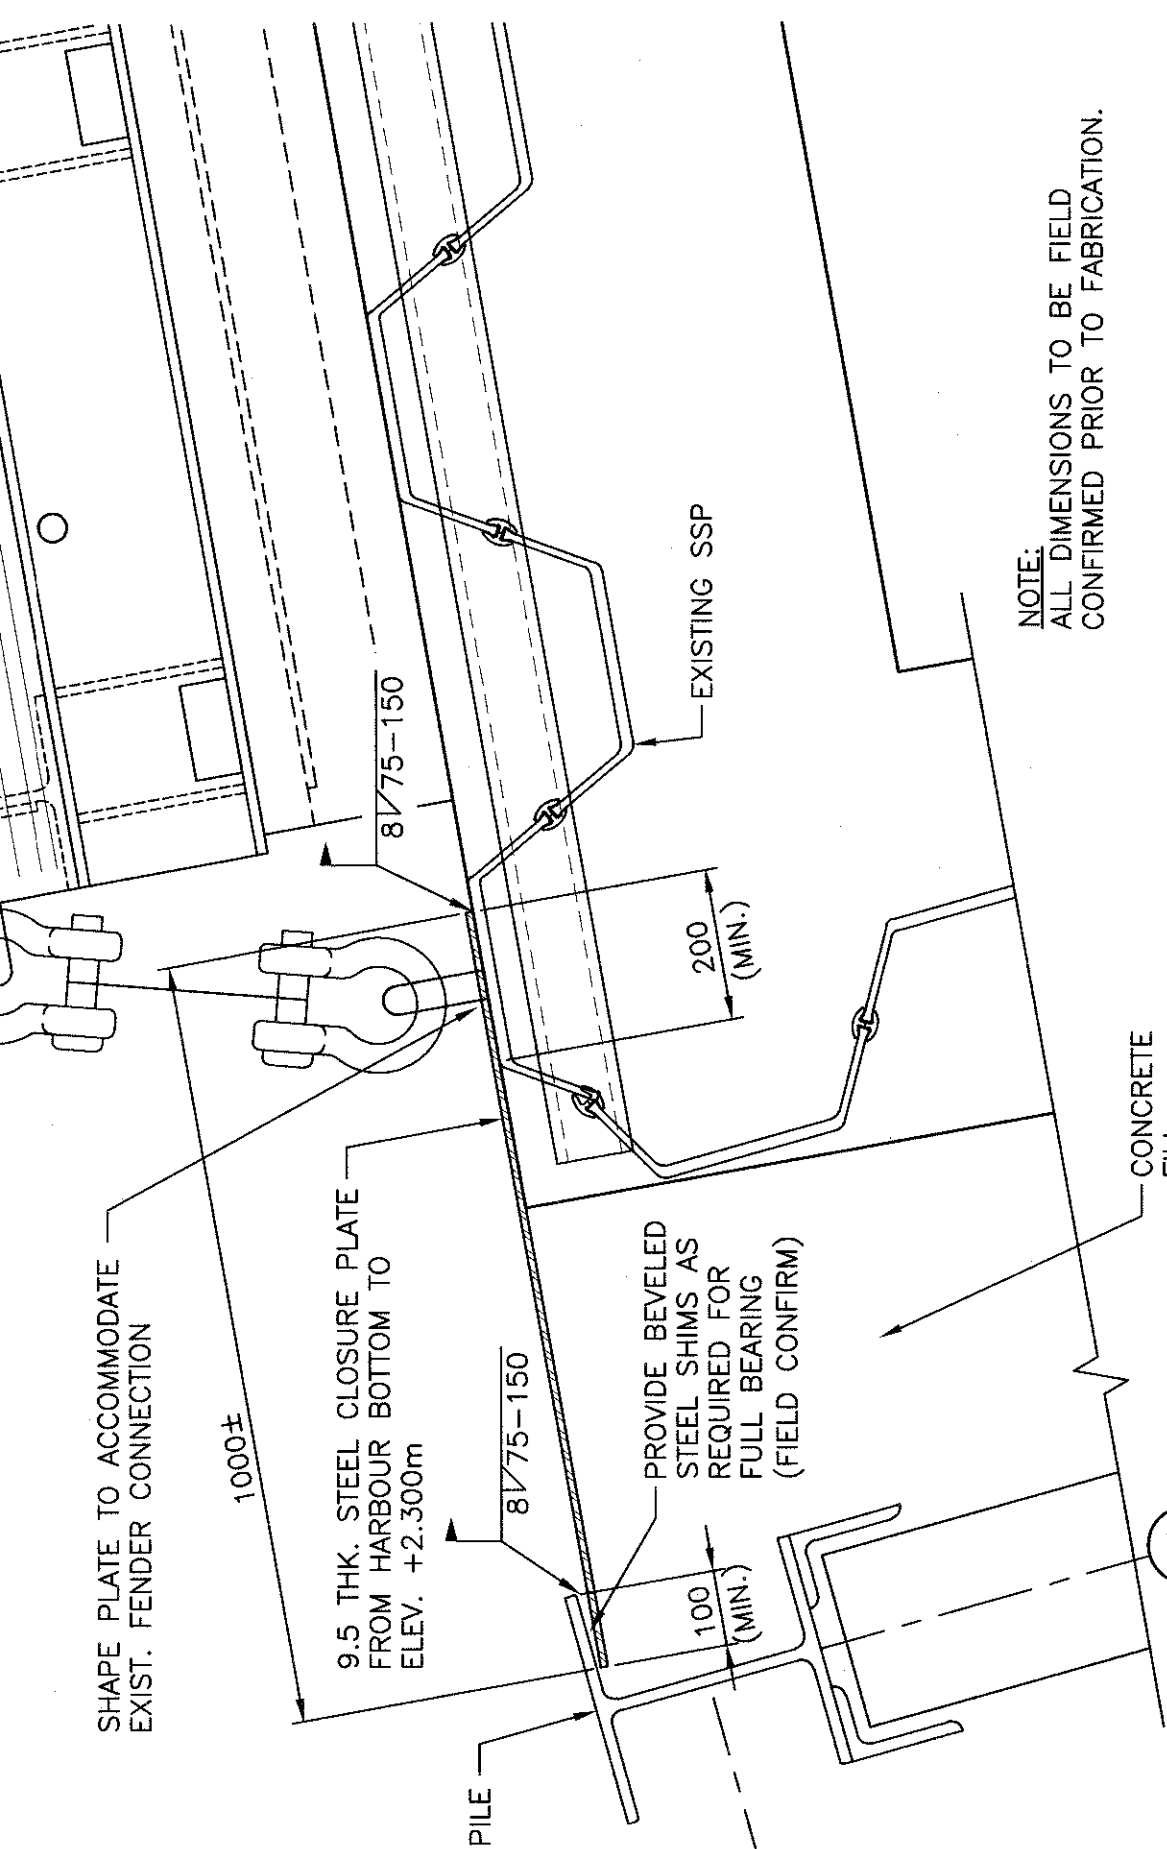 SHAPE PLATE TO ACCOMMODATE
EXIST. FENDER CONNECTION
1000±
9.5 THK. STEEL CLOSURE PLATE
FROM HARBOUR BOTTOM TO
ELEV. +2.300m
8 75-150
8 75-150
PILE
PROVIDE BEVELED
STEEL SHIMS AS
REQUIRED FOR
FULL BEARING
(FIELD CONFIRM)
100
(MIN.)
200
(MIN.)
EXISTING SSP
CONCRETE
NOTE:
ALL DIMENSIONS TO BE FIELD
CONFIRMED PRIOR TO FABRICATION.